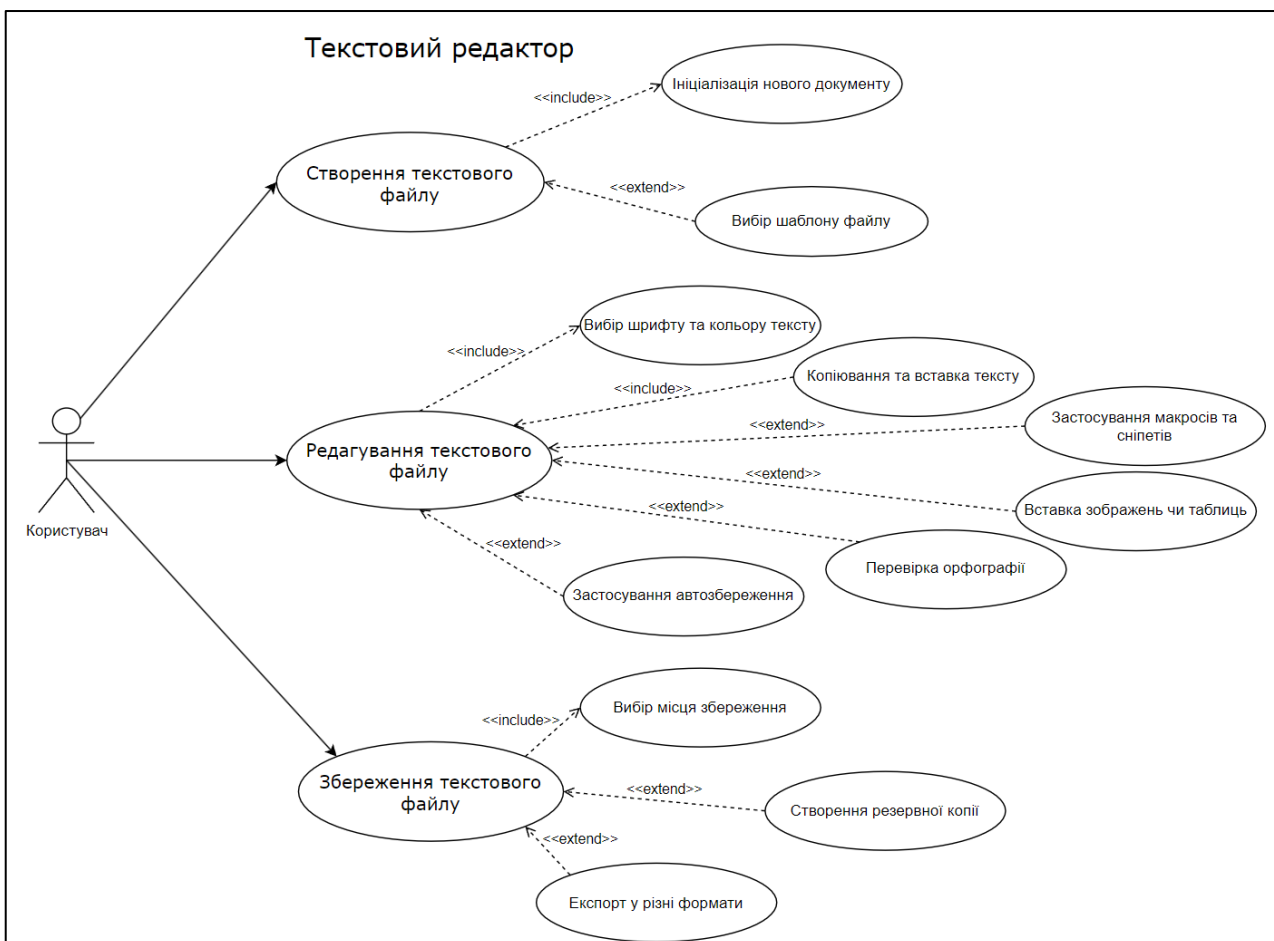 Текстовий редактор
Ініціалізація нового документу
<<include>>
Створення текстового
файлу
<<extend>>
Вибір шаблону файлу
Вибір шрифту та кольору тексту
<<include>>
Копіювання та вставка тексту
<<include>>
Застосування макросів та
сніпетів
<<extend>>
Редагування текстового
файлу
<<extend>>
Вставка зображень чи таблиць
<<extend>>
Перевірка орфографії
<<extend>>
Застосування автозбереження
Користувач
Вибір місця збереження
<<include>>
Збереження текстового
файлу
<<extend>>
Створення резервної копії
<<extend>>
Експорт у різні формати